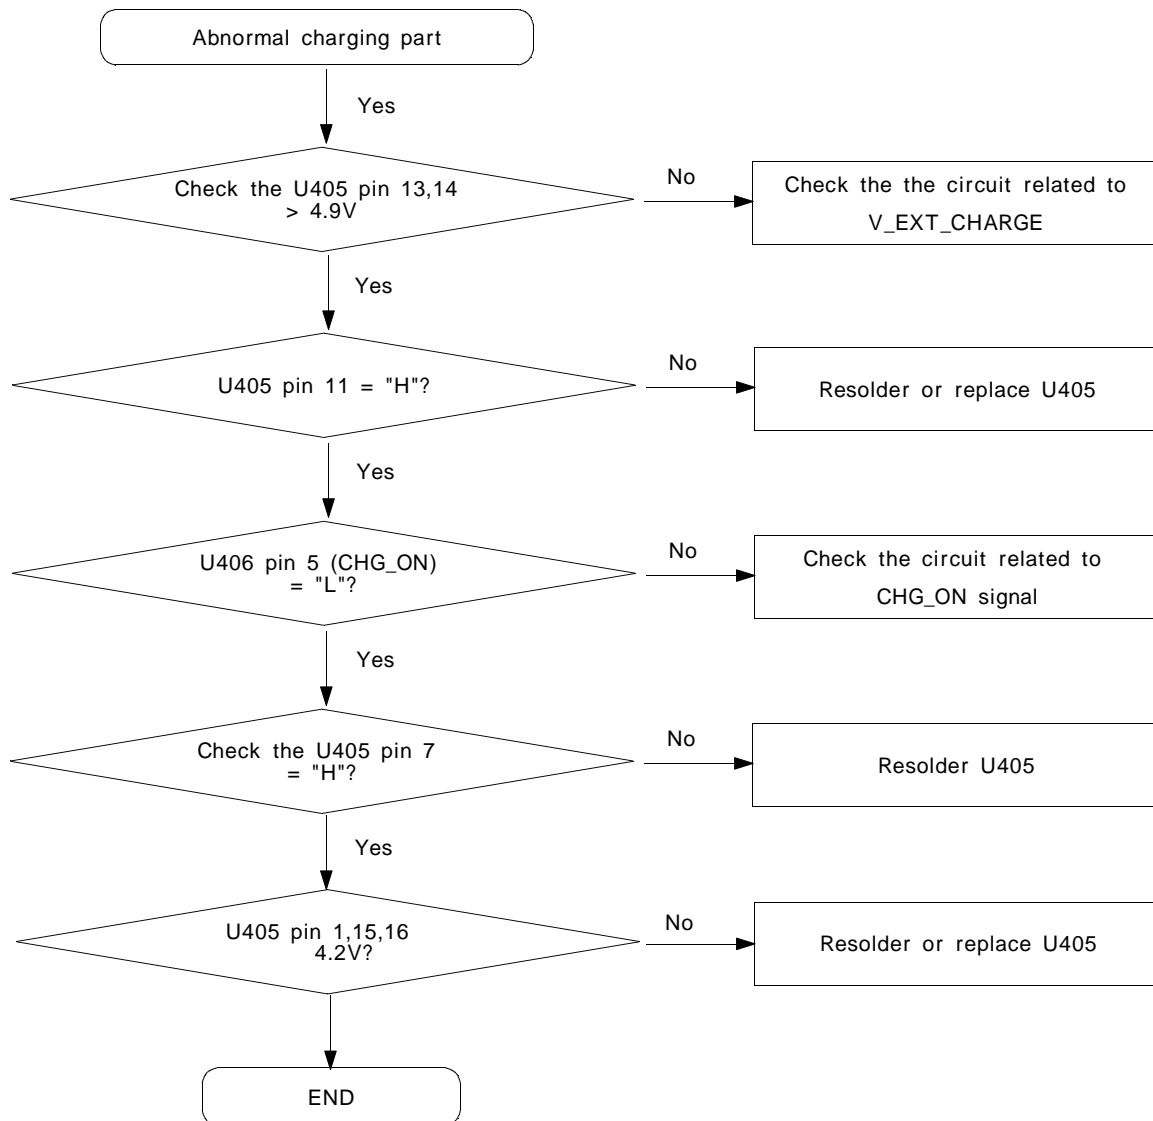 Abnormal charging part
Yes
Check the U405 pin 13,14
> 4.9V
No
Check the the circuit related to
V_EXT_CHARGE
Yes
U405 pin 11 = "H"?
No
Resolder or replace U405
Yes
U406 pin 5 (CHG_ON)
= "L"?
No
Check the circuit related to
CHG_ON signal
Yes
Check the U405 pin 7
= "H"?
No
Resolder U405
Yes
U405 pin 1,15,16
4.2V?
No
Resolder or replace U405
END